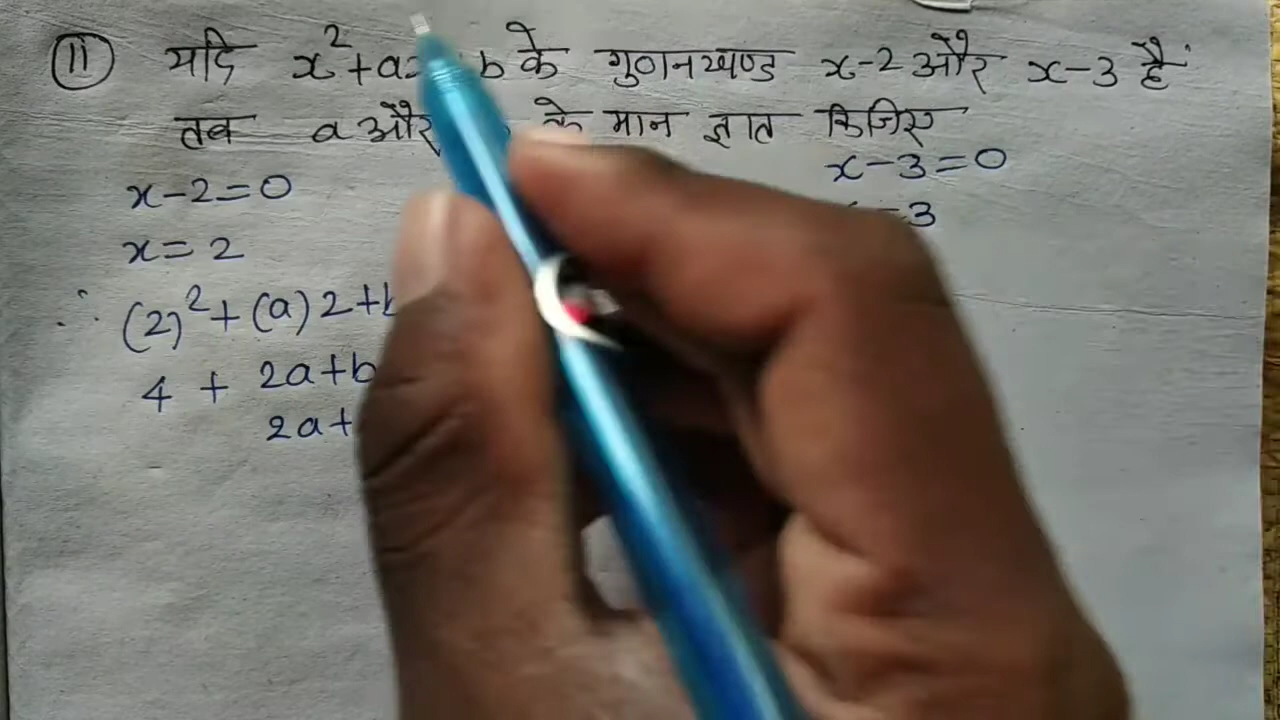 (11) यदि x²+a b के गुणनखण्ड x-2 और x-3 है
तब a और के मान ज्ञात किजिए
x-2=0
x=2
∴ (2)²+(a)2+b
4 + 2a+b
2a+
x-3=0
=3